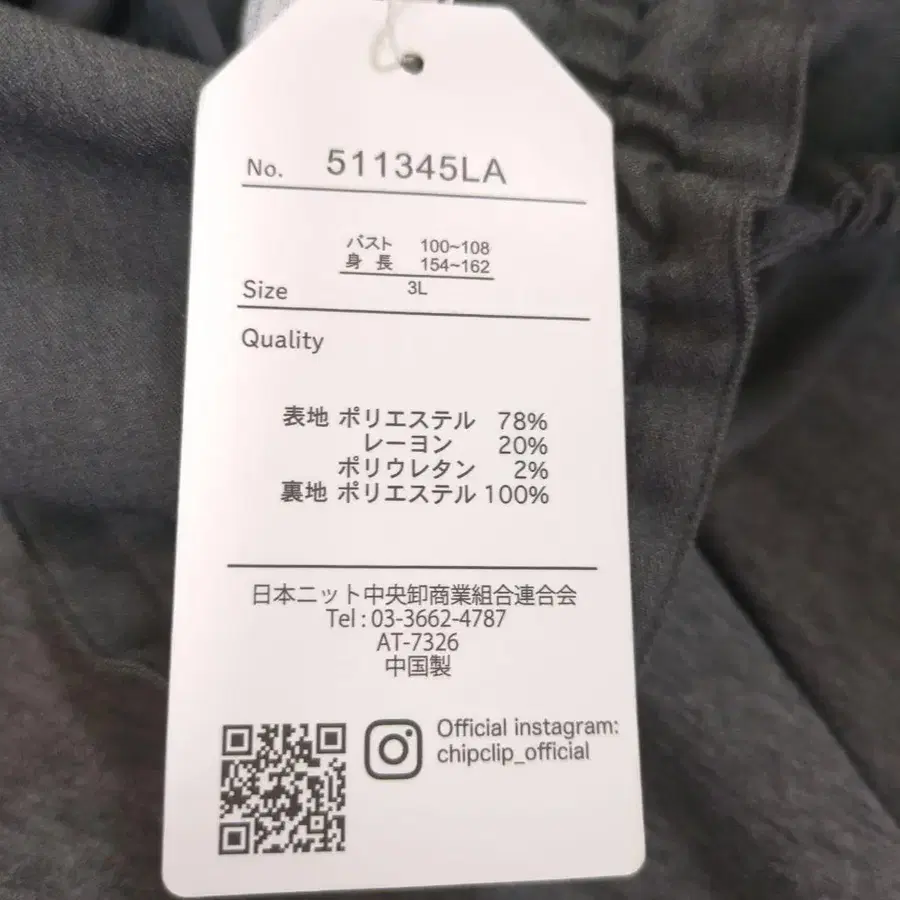 No. 511345LA
バスト 100~108
身長 154~162
Size 3L
Quality
表地 ポリエステル 78%
レーヨン 20%
ポリウレタン 2%
裏地 ポリエステル 100%
日本ニット中央卸商業組合連合会
Tel : 03-3662-4787
AT-7326
中国製
Official instagram:
chipclip_official